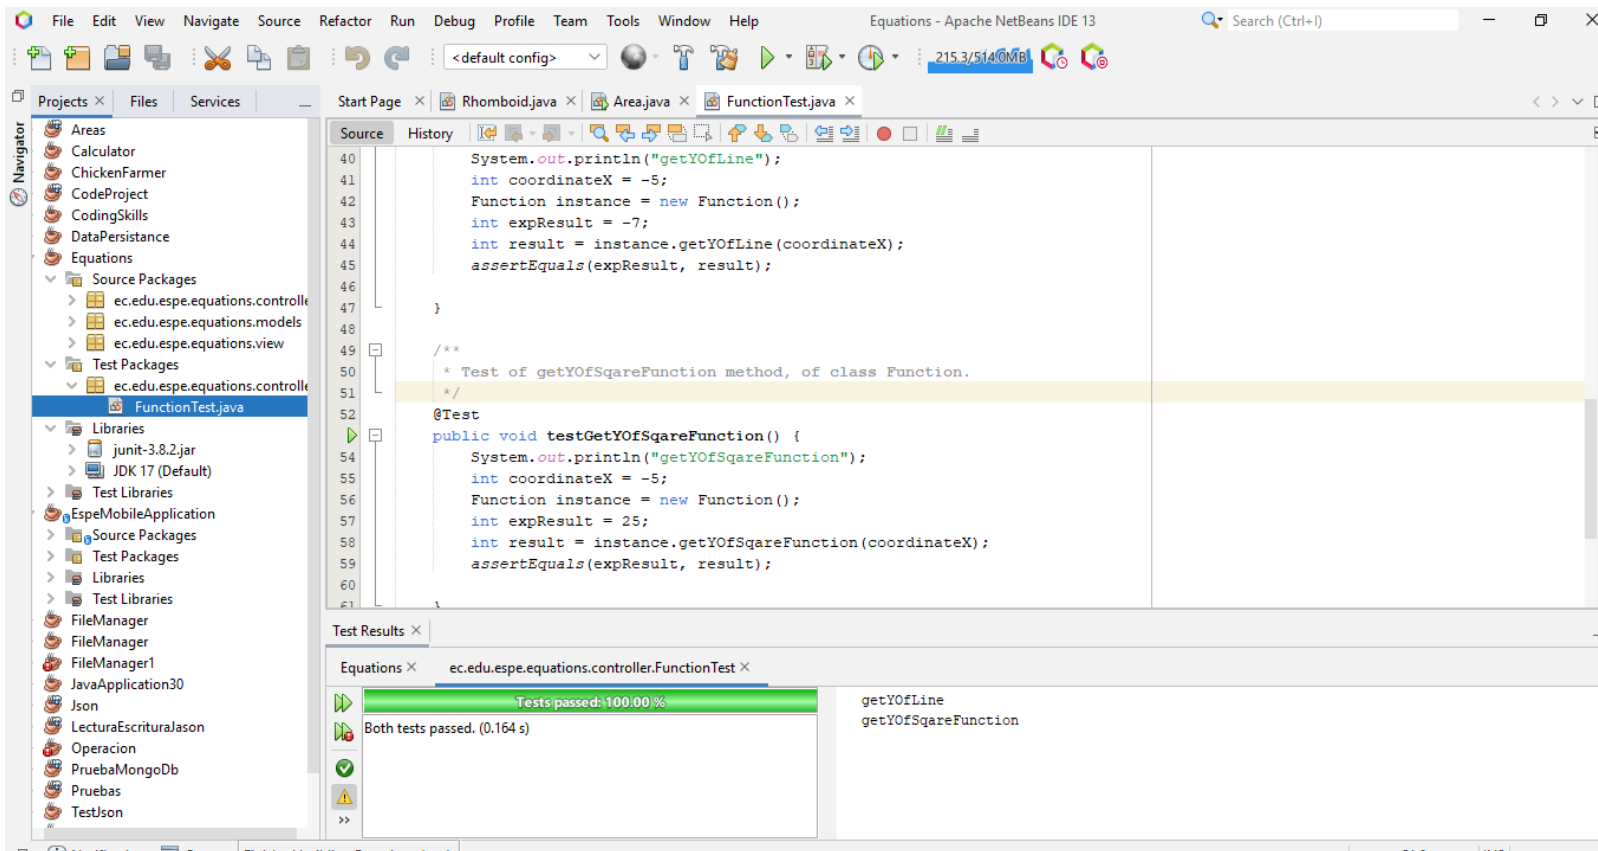 File Edit View Navigate Source Refactor Run Debug Profile Team Tools Window Help Equations - Apache NetBeans IDE 13 Search (Ctrl+I)
<default config> 215.3/514.0MB
Projects Files Services
Start Page Rhomboid.java Area.java FunctionTest.java
Navigator
Areas
Calculator
ChickenFarmer
CodeProject
CodingSkills
DataPersistance
Equations
Source Packages
ec.edu.espe.equations.controlle
ec.edu.espe.equations.models
ec.edu.espe.equations.view
Test Packages
ec.edu.espe.equations.controlle
FunctionTest.java
Libraries
junit-3.8.2.jar
JDK 17 (Default)
Test Libraries
EspeMobileApplication
Source Packages
Test Packages
Libraries
Test Libraries
FileManager
FileManager
FileManager1
JavaApplication30
Json
LecturaEscrituraJason
Operacion
PruebaMongoDb
Pruebas
TestJson
Source History
40 System.out.println("getYOfLine");
41 int coordinateX = -5;
42 Function instance = new Function();
43 int expResult = -7;
44 int result = instance.getYOfLine(coordinateX);
45 assertEquals(expResult, result);
46
47 }
48
49 /**
50 * Test of getYOfSqareFunction method, of class Function.
51 */
52 @Test
public void testGetYOfSqareFunction() {
54 System.out.println("getYOfSqareFunction");
55 int coordinateX = -5;
56 Function instance = new Function();
57 int expResult = 25;
58 int result = instance.getYOfSqareFunction(coordinateX);
59 assertEquals(expResult, result);
60
61 }
Test Results
Equations ec.edu.espe.equations.controller.FunctionTest
Tests passed: 100.00 %
Both tests passed. (0.164 s)
getYOfLine
getYOfSqareFunction